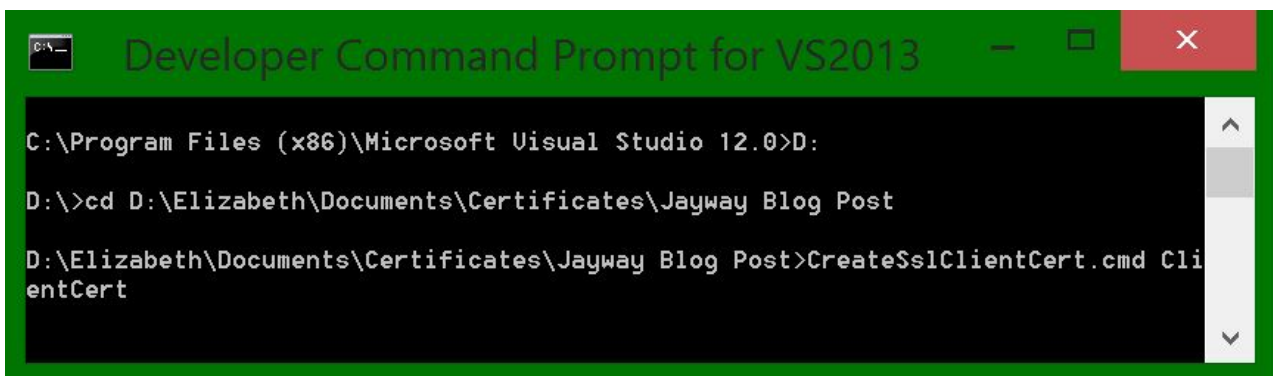 C:\_
Developer Command Prompt for VS2013
C:\Program Files (x86)\Microsoft Visual Studio 12.0>D:
D:\>cd D:\Elizabeth\Documents\Certificates\Jayway Blog Post
D:\Elizabeth\Documents\Certificates\Jayway Blog Post>CreateSslClientCert.cmd Cli
entCert